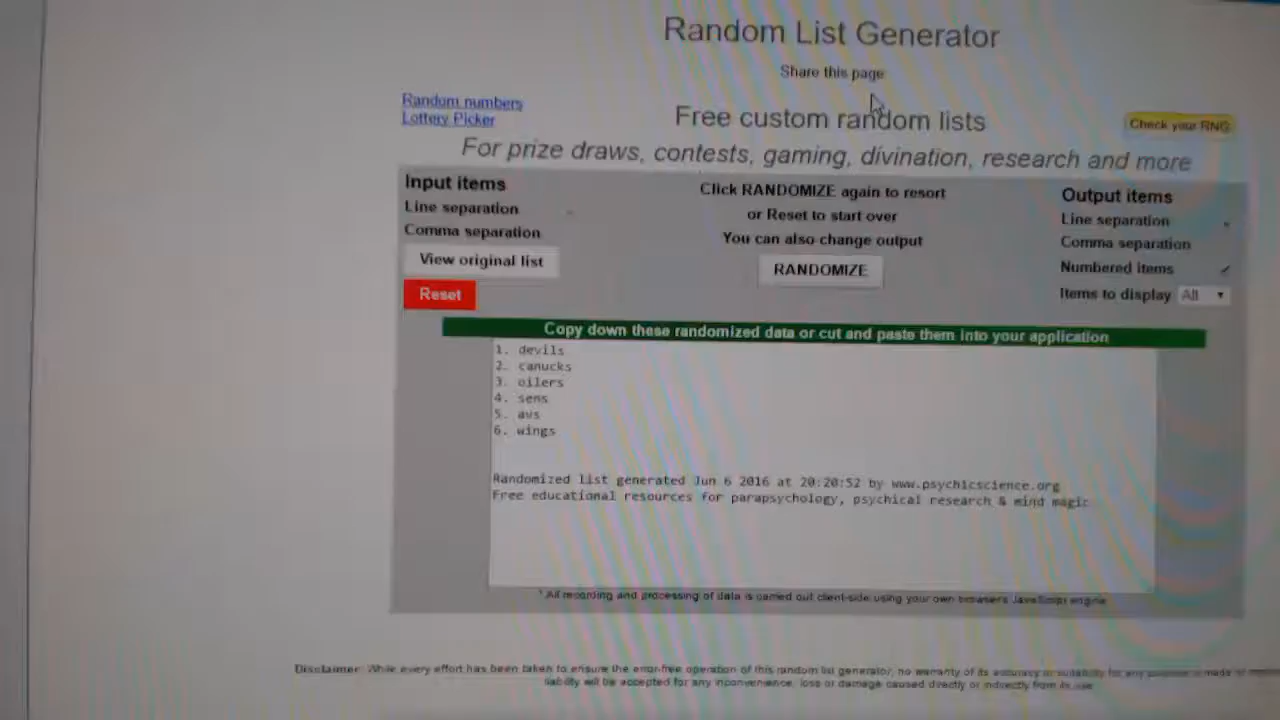 Random List Generator
Share this page
Random numbers
Lottery Picker
Free custom random lists
Check your RNG
For prize draws, contests, gaming, divination, research and more
Input items
Line separation
Comma separation
View original list
Reset
Click RANDOMIZE again to resort
or Reset to start over
You can also change output
RANDOMIZE
Output items
Line separation
Comma separation
Numbered items ✓
Items to display All
Copy down these randomized data or cut and paste them into your application
1. devils
2. canucks
3. oilers
4. sens
5. avs
6. wings
Randomized list generated Jun 6 2016 at 20:20:52 by www.psychicscience.org
Free educational resources for parapsychology, psychical research & mind magic
* All recording and processing of data is carried out client-side using your own browser's JavaScript engine
Disclaimer: While every effort has been taken to ensure the error-free operation of this random list generator, no warranty of its accuracy or suitability for any purpose is made or
liability will be accepted for any inconvenience, loss or damage caused directly or indirectly from its use